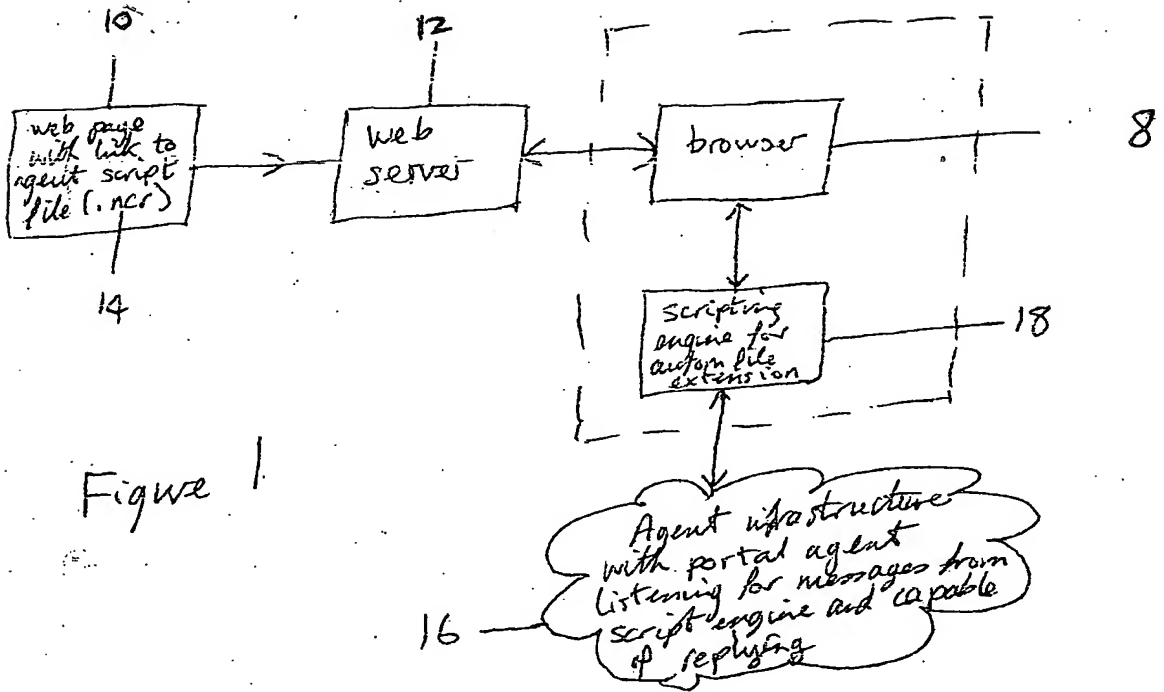 10
12
web page
with link to
agent script
file (.ncr)
14
web
server
browser
8
scripting
engine for
custom file
extension
18
Figure 1
Agent infrastructure
with portal agent
listening for messages from
script engine and capable
of replying
16